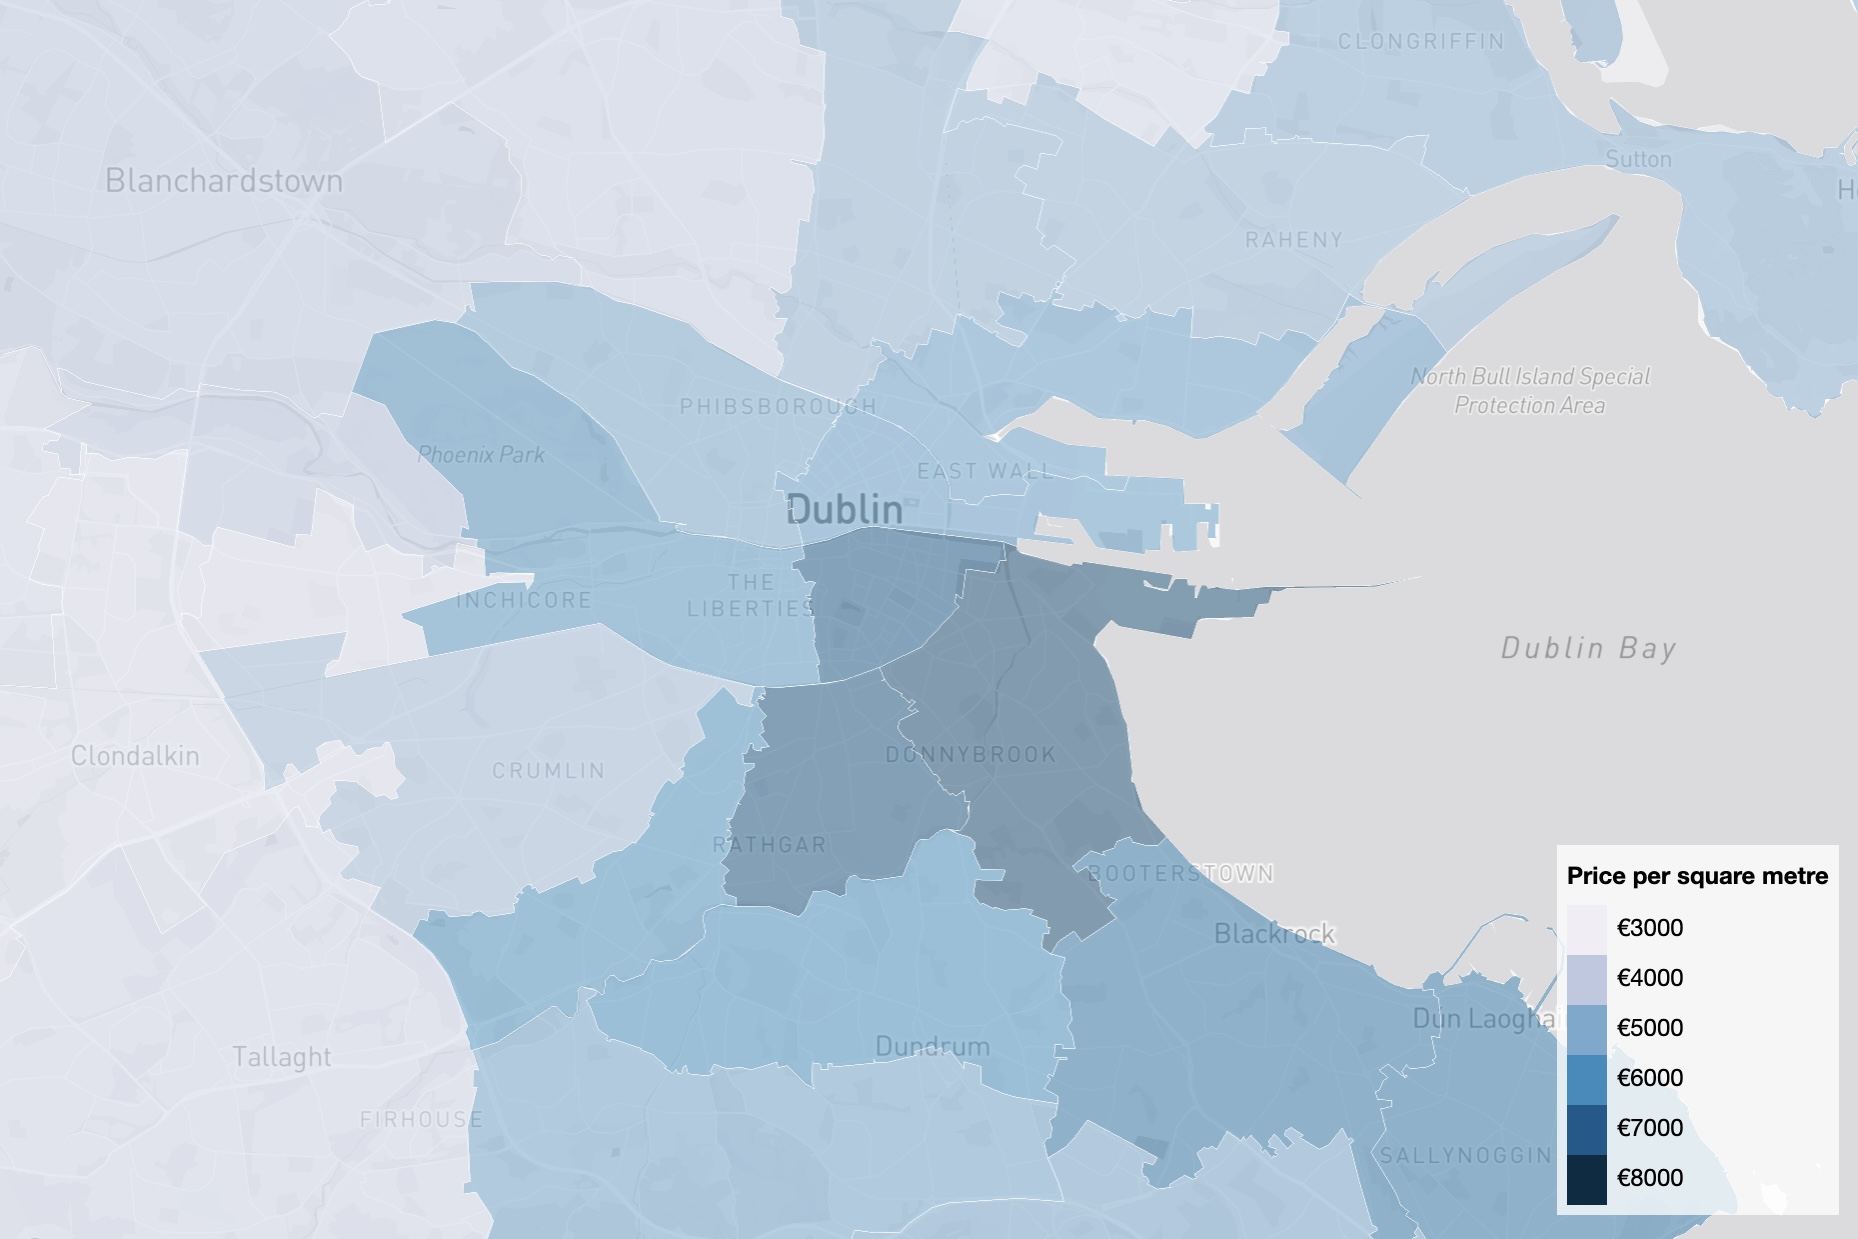 CLONGRIFFIN
Sutton
Blanchardstown
RAHENY
North Bull Island Special
Protection Area
PHIBSBOROUGH
Phoenix Park
EAST WALL
Dublin
THE
LIBERTIES
INCHICORE
Dublin Bay
Clondalkin
CRUMLIN
DONNYBROOK
RATHGAR
BOOTERSTOWN
Blackrock
Dun Laoghai
Dundrum
Tallaght
FIRHOUSE
SALLYNOGGIN
Price per square metre
€3000
€4000
€5000
€6000
€7000
€8000